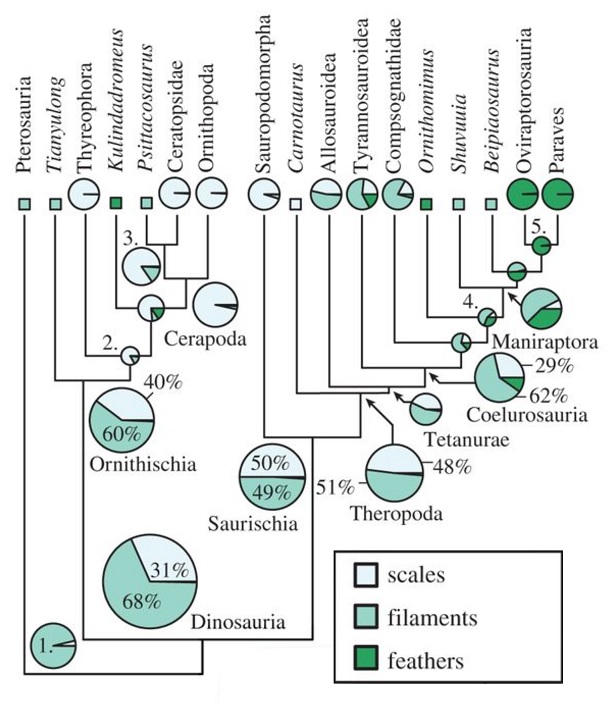 Pterosauria
Tianyulong
Thyreophora
Kulindadromeus
Psittacosaurus
Ceratopsidae
Ornithopoda
Sauropodomorpha
Carnotaurus
Allosauroidea
Tyrannosauroidea
Compsognathidae
Ornithomimus
Shuvuuia
Beipiaosaurus
Oviraptorosauria
Paraves
5.
3.
4.
Cerapoda
2.
Maniraptora
29%
40%
62%
Coelurosauria
60%
Tetanurae
Ornithischia
50%
48%
49%
51%
Saurischia
Theropoda
31%
68%
scales
Dinosauria
filaments
1.
feathers